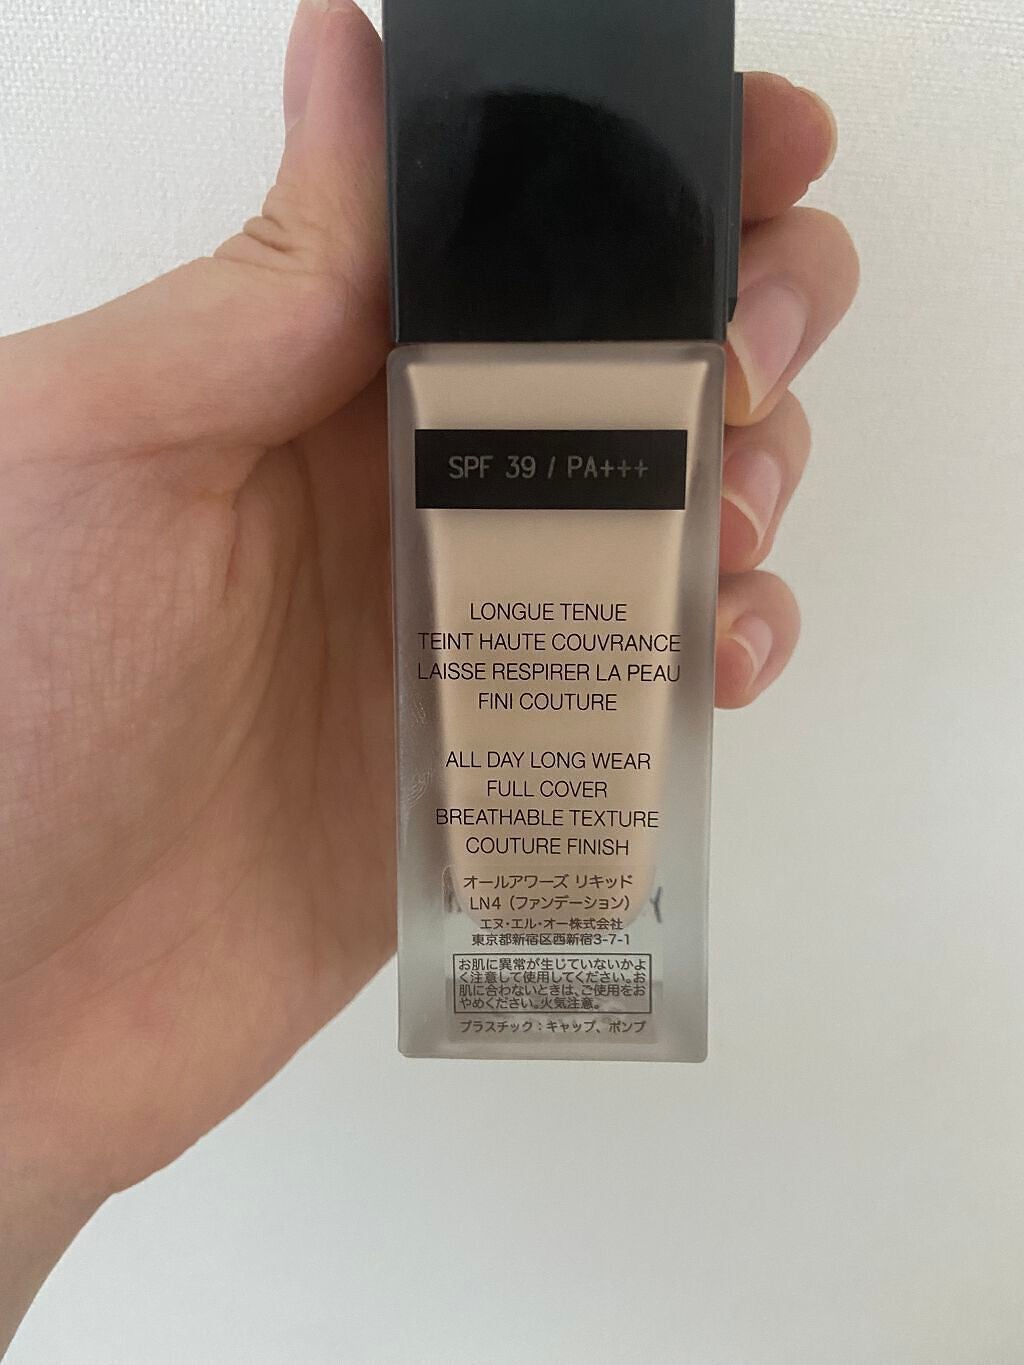 SPF 39 / PA+++
LONGUE TENUE
TEINT HAUTE COUVRANCE
LAISSE RESPIRER LA PEAU
FINI COUTURE
ALL DAY LONG WEAR
FULL COVER
BREATHABLE TEXTURE
COUTURE FINISH
オールアワーズ リキッド
LN4（ファンデーション）
エヌ・エル・オー株式会社
東京都新宿区西新宿3-7-1
お肌に異常が生じていないかよ
く注意して使用してください。お
肌に合わないときは、ご使用をお
やめください。火気注意。
プラスチック：キャップ、ポンプ